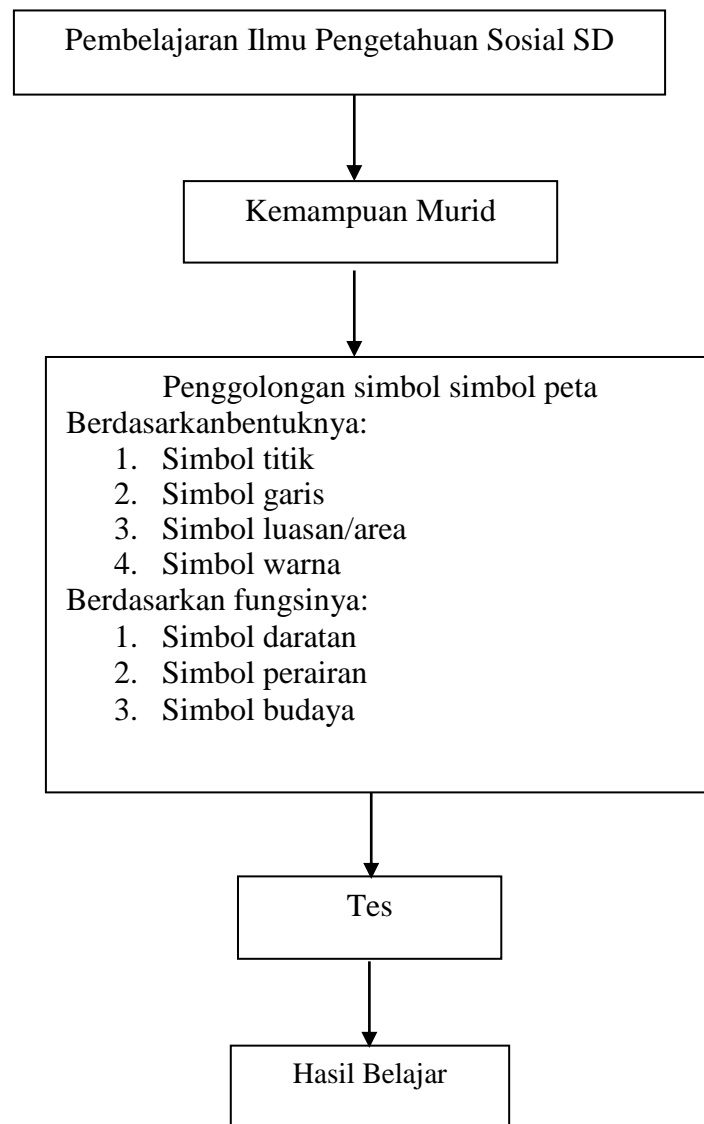 Pembelajaran Ilmu Pengetahuan Sosial SD
Kemampuan Murid
Penggolongan simbol simbol peta
Berdasarkanbentuknya:
1. Simbol titik
2. Simbol garis
3. Simbol luasan/area
4. Simbol warna
Berdasarkan fungsinya:
1. Simbol daratan
2. Simbol perairan
3. Simbol budaya
Tes
Hasil Belajar